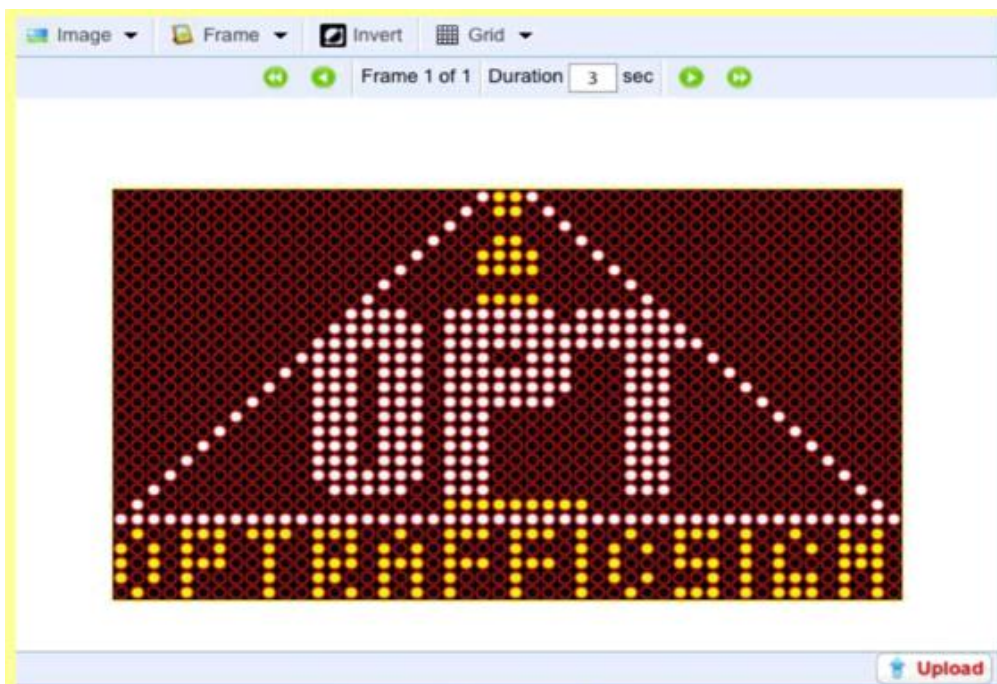 Image Frame Invert Grid
Frame 1 of 1 Duration 3 sec
OPT
OPTRAFFICSIGN
Upload